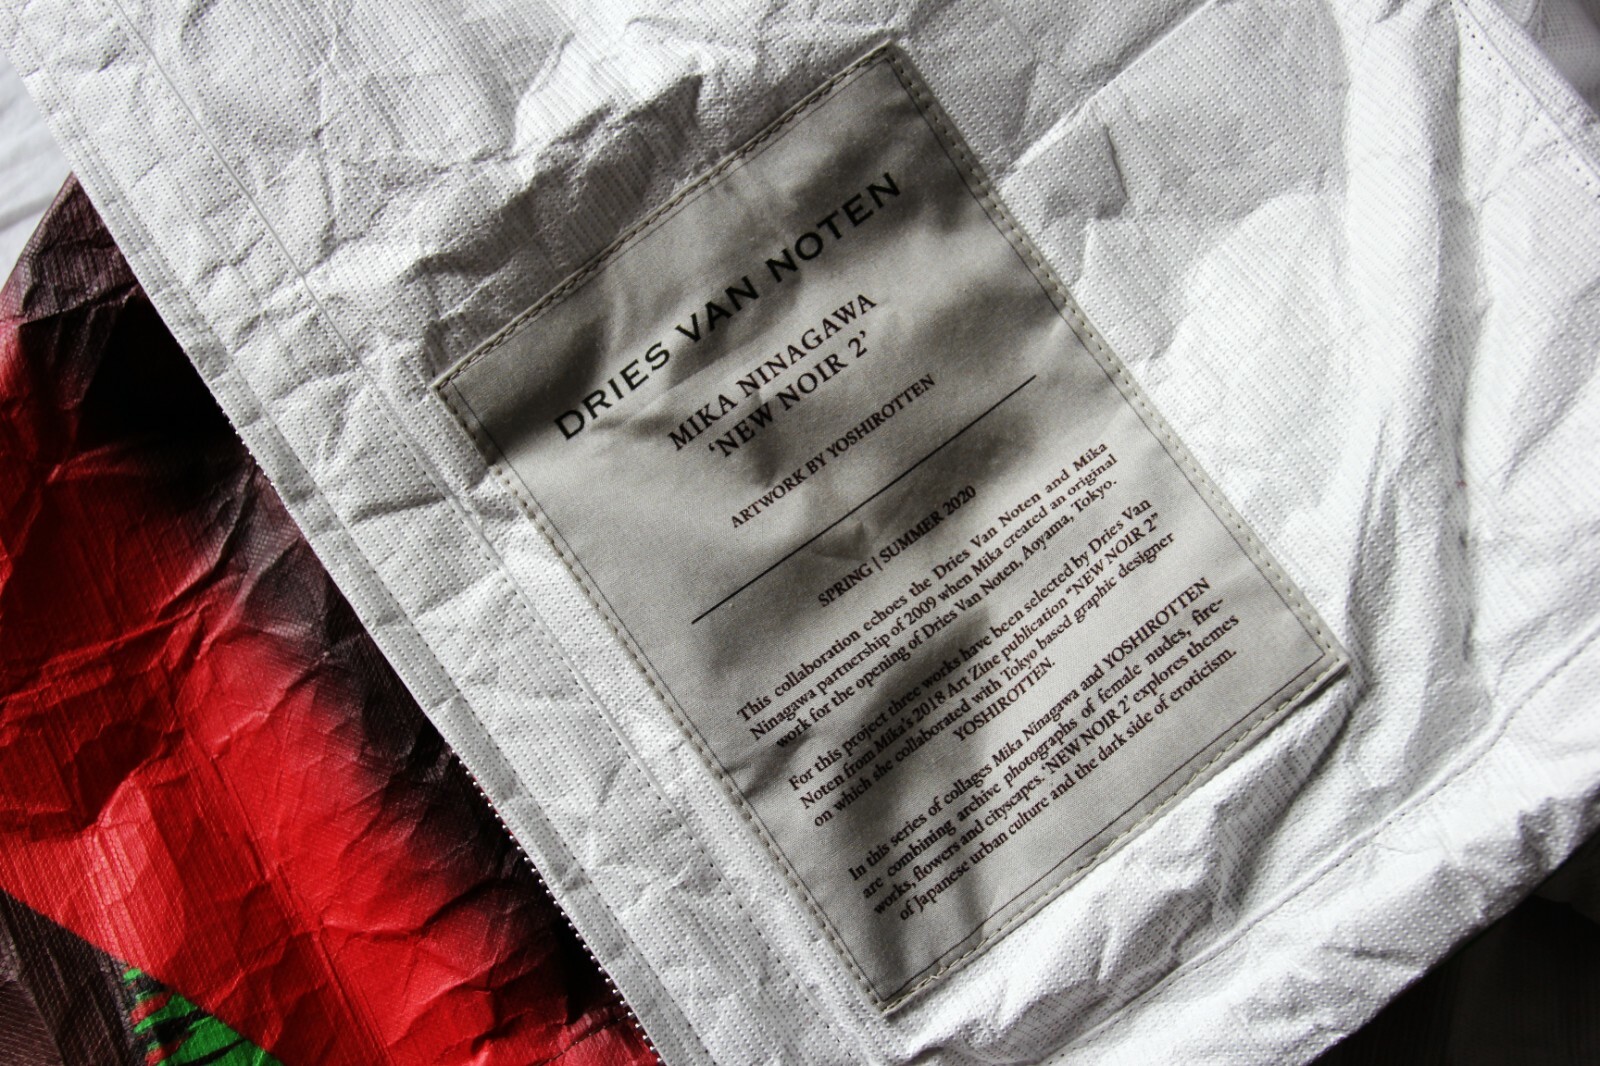 DRIES VAN NOTEN
MIKA NINAGAWA
‘NEW NOIR 2’
ARTWORK BY YOSHIROTTEN
SPRING | SUMMER 2020
This collaboration echoes the Dries Van Noten and Mika
Ninagawa partnership of 2009 when Mika created an original
work for the opening of Dries Van Noten, Aoyama, Tokyo.
For this project three works have been selected by Dries Van
Noten from Mika’s 2018 Art Zine publication “NEW NOIR 2”
on which she collaborated with Tokyo based graphic designer
YOSHIROTTEN.
In this series of collages Mika Ninagawa and YOSHIROTTEN
are combining archive photographs of female nudes, fire-
works, flowers and cityscapes. ‘NEW NOIR 2’ explores themes
of Japanese urban culture and the dark side of eroticism.